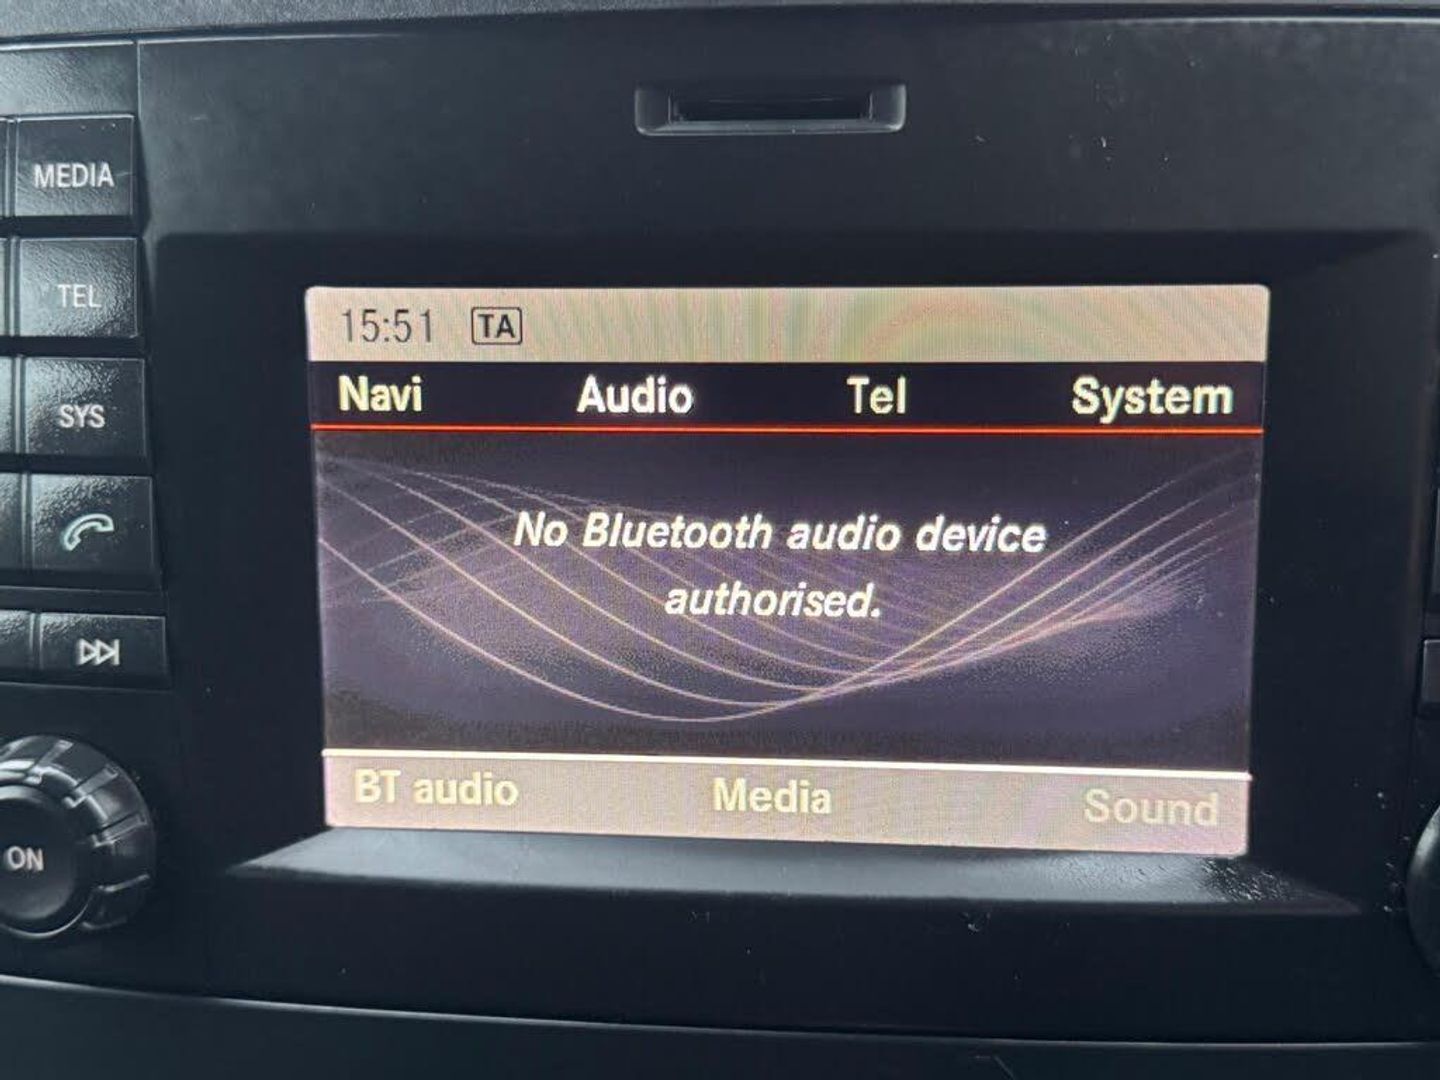 MEDIA
TEL
SYS
ON
15:51 TA
Navi Audio Tel System
No Bluetooth audio device
authorised.
BT audio Media Sound